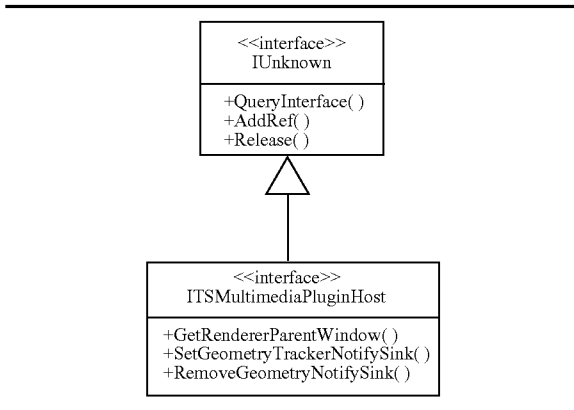 <<interface>>
IUnknown
+QueryInterface( )
+AddRef( )
+Release( )
<<interface>>
ITSMultimediaPluginHost
+GetRendererParentWindow( )
+SetGeometryTrackerNotifySink( )
+RemoveGeometryNotifySink( )